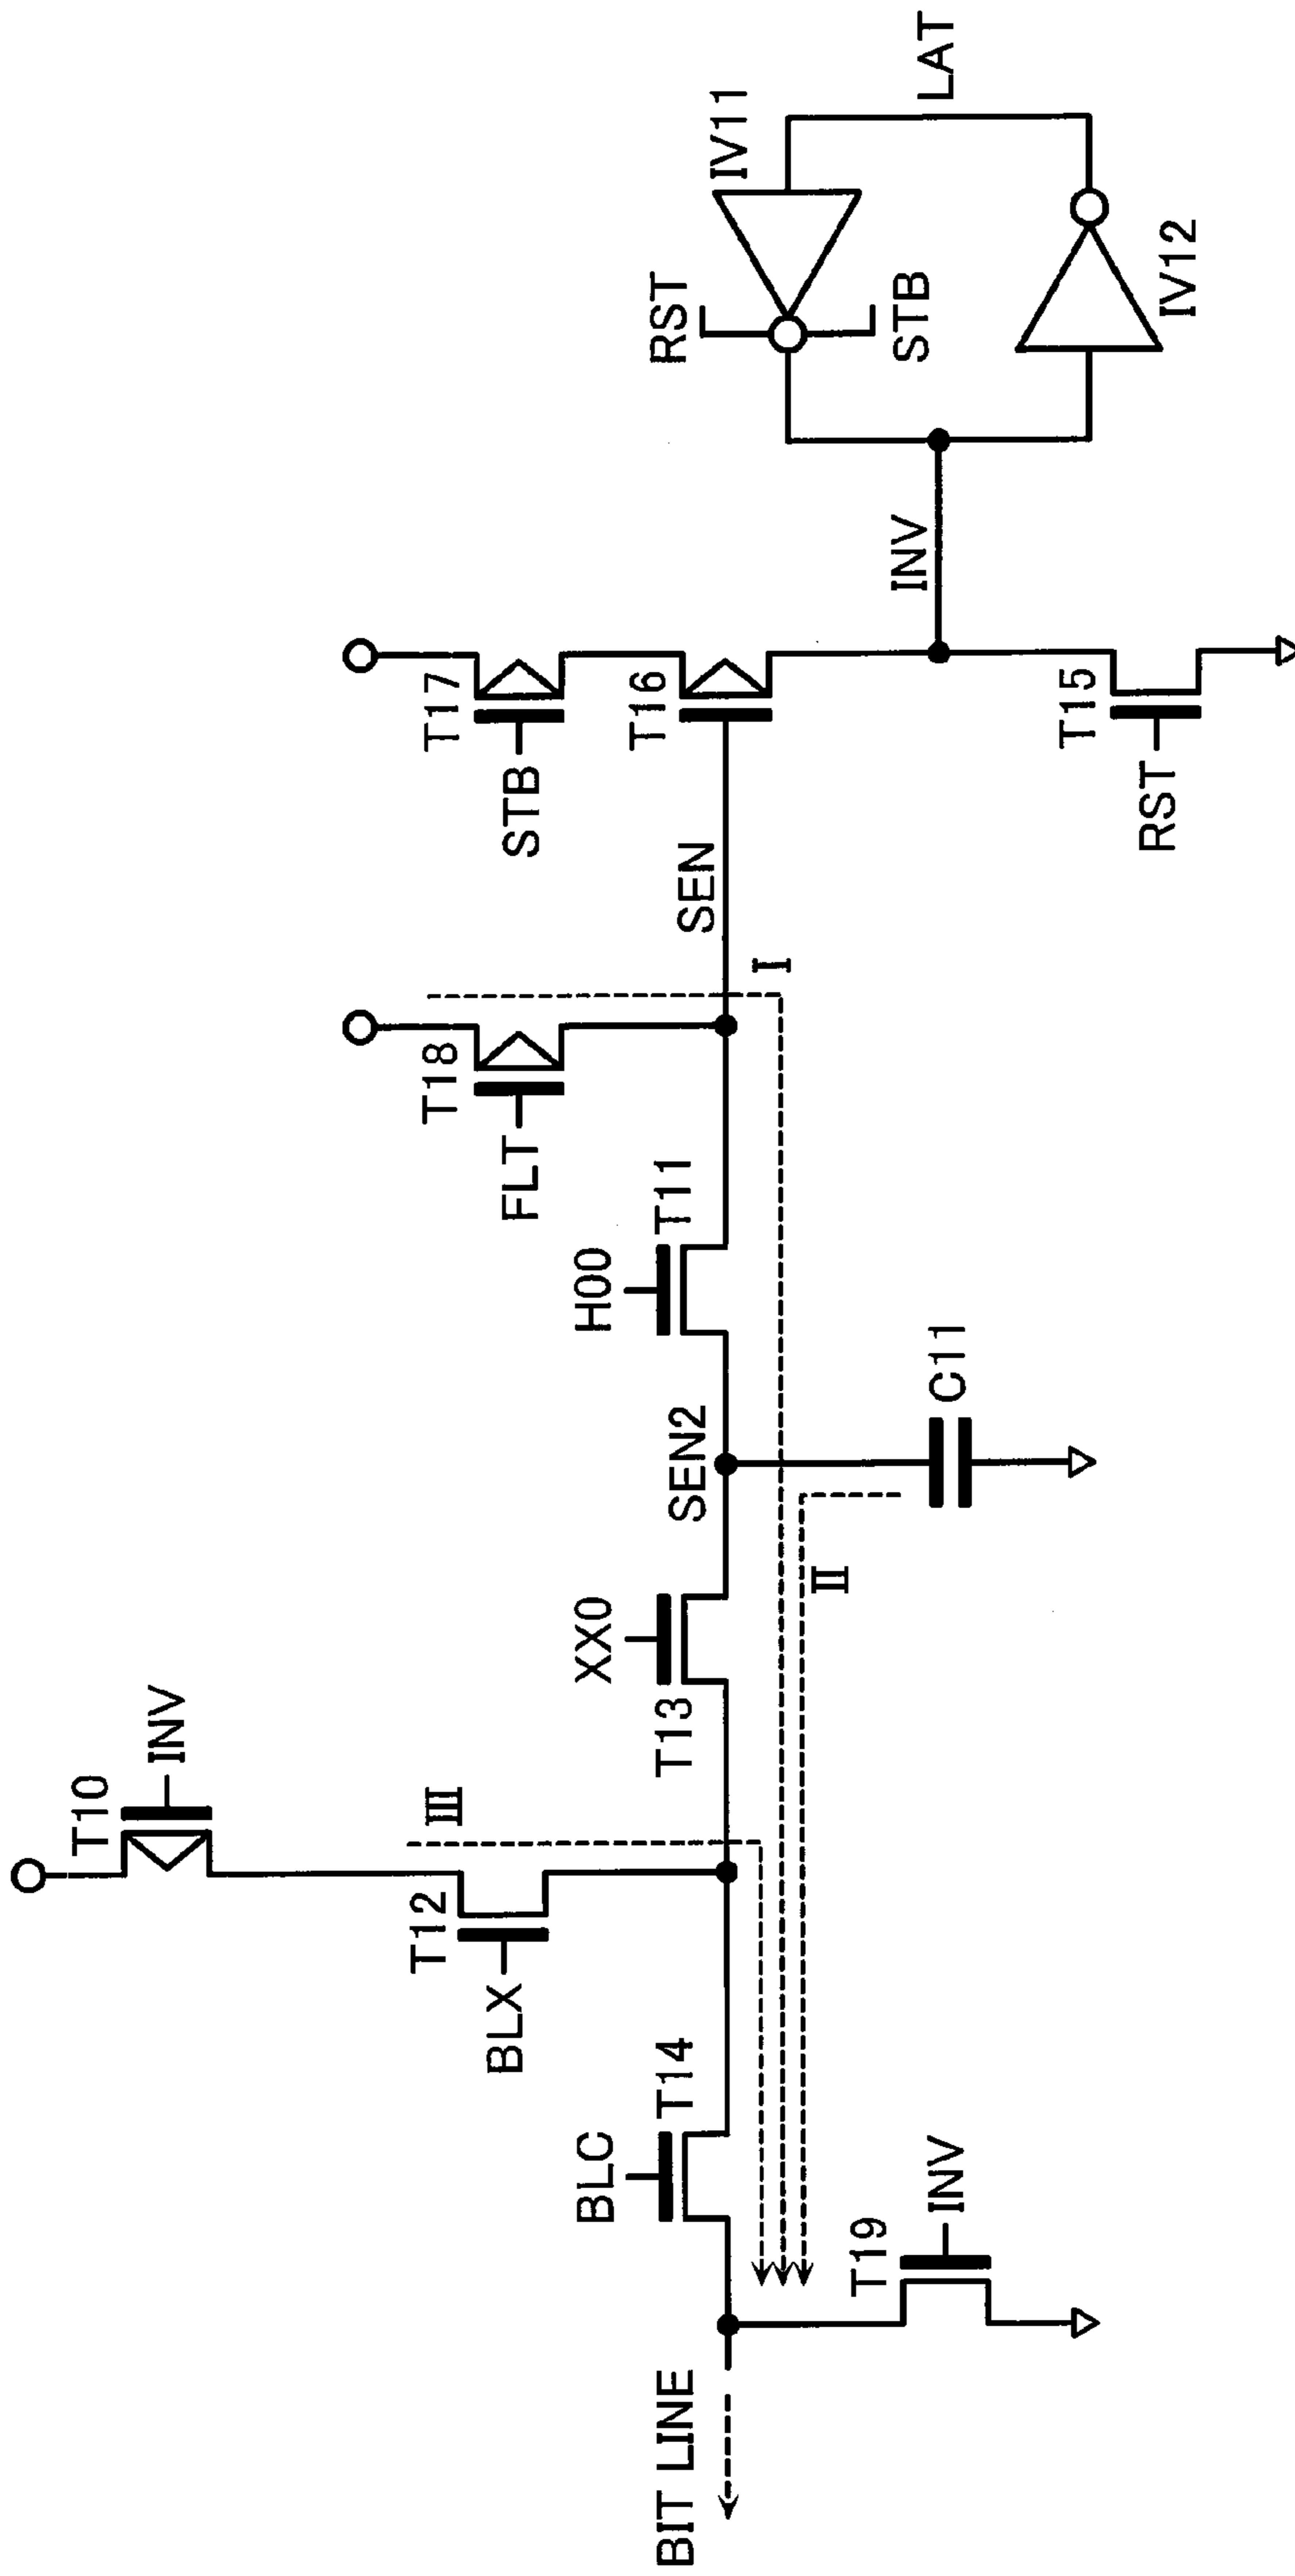 BIT LINE
BLC
T14
T19
INV
BLX
T12
T10
INV
III
T13
XX0
II
SEN2
C11
H00
T11
FLT
T18
I
SEN
STB
T17
T16
RST
T15
INV
RST
STB
IV11
IV12
LAT